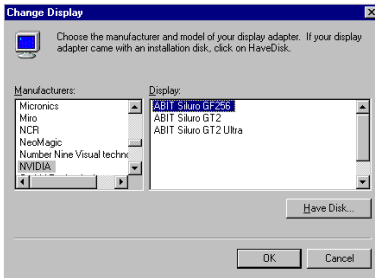 Change Display
Choose the manufacturer and model of your display adapter. If your display
adapter came with an installation disk, click on HaveDisk.
Manufacturers:
Micronics
Miro
NCR
NeoMagic
Number Nine Visual techno
NVIDIA
Display:
ABIT Siluro GF256
ABIT Siluro GT2
ABIT Siluro GT2 Ultra
Have Disk...
OK
Cancel